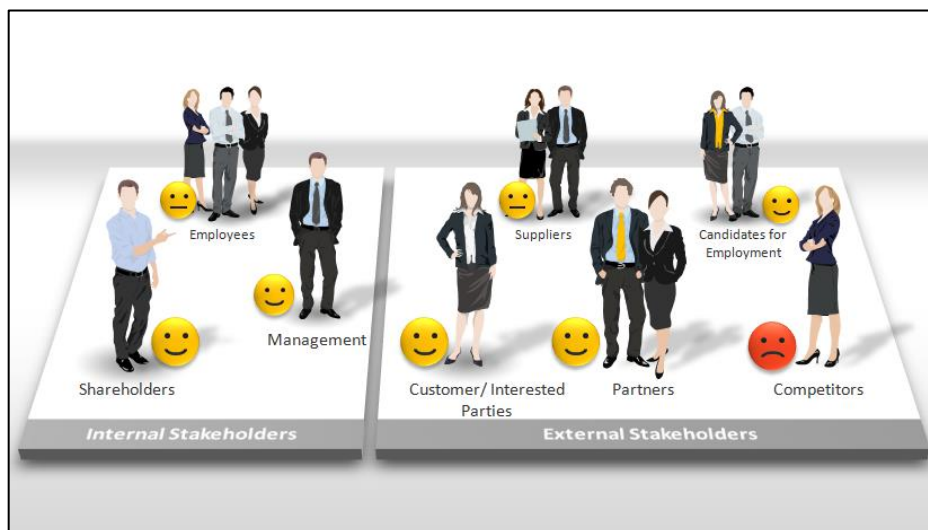 Employees
Suppliers
Candidates for
Employment
Management
Shareholders
Customer/ Interested
Parties
Partners
Competitors
Internal Stakeholders
External Stakeholders